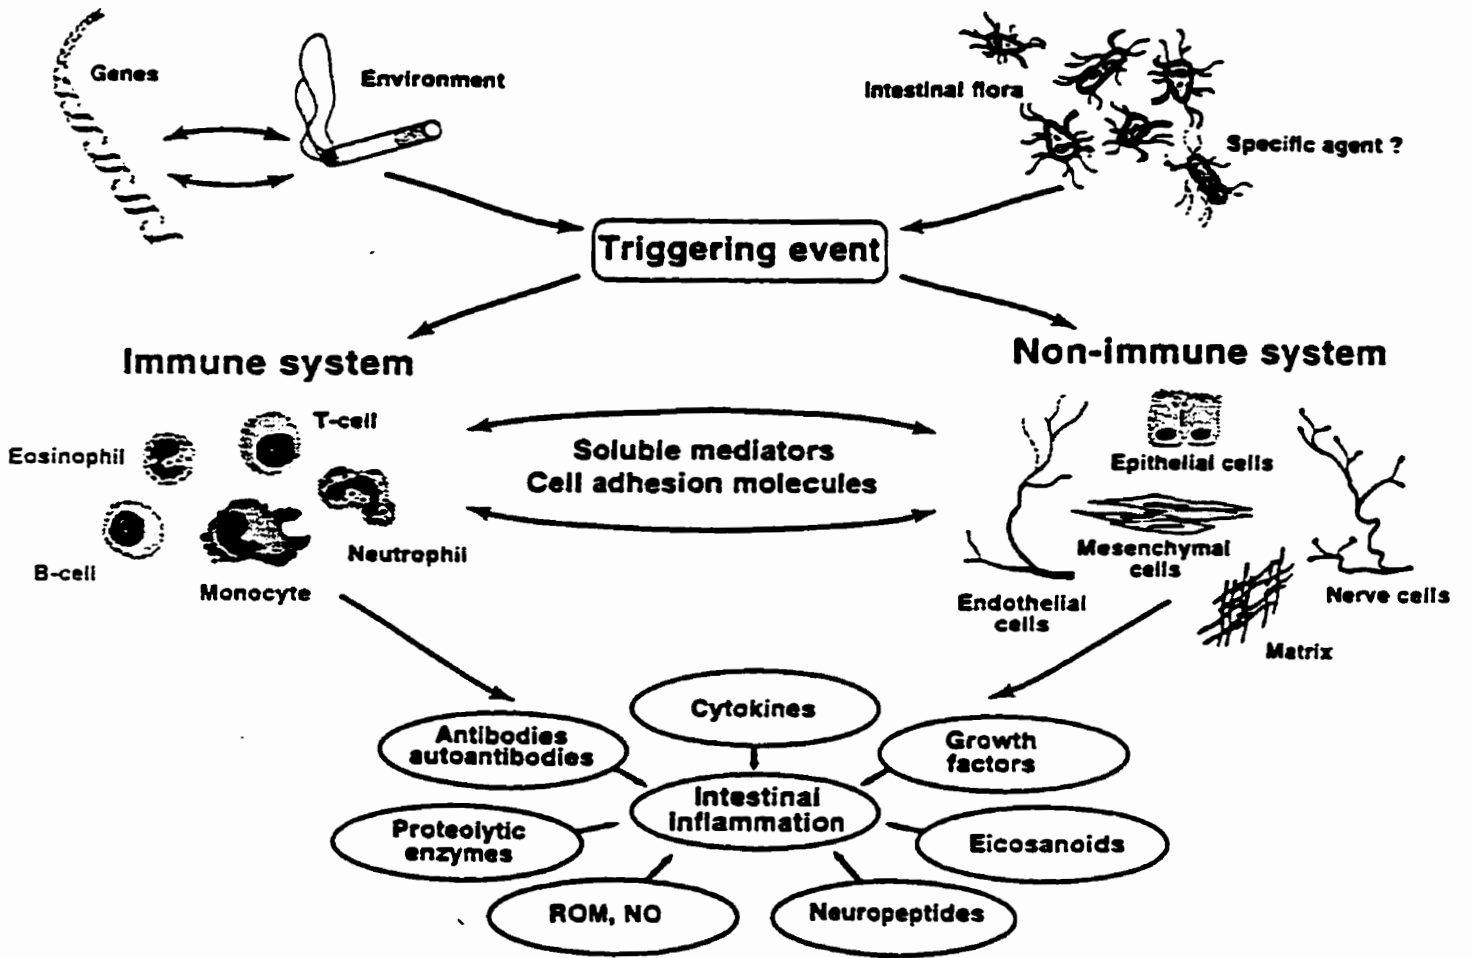 Genes
Environment
Intestinal flora
Specific agent ?
Triggering event
Immune system
Non-immune system
T-cell
Eosinophil
B-cell
Monocyte
Neutrophil
Soluble mediators
Cell adhesion molecules
Epithelial cells
Mesenchymal
cells
Endothelial
cells
Nerve cells
Matrix
Cytokines
Antibodies
autoantibodies
Growth
factors
Intestinal
inflammation
Proteolytic
enzymes
Eicosanoids
ROM, NO
Neuropeptides